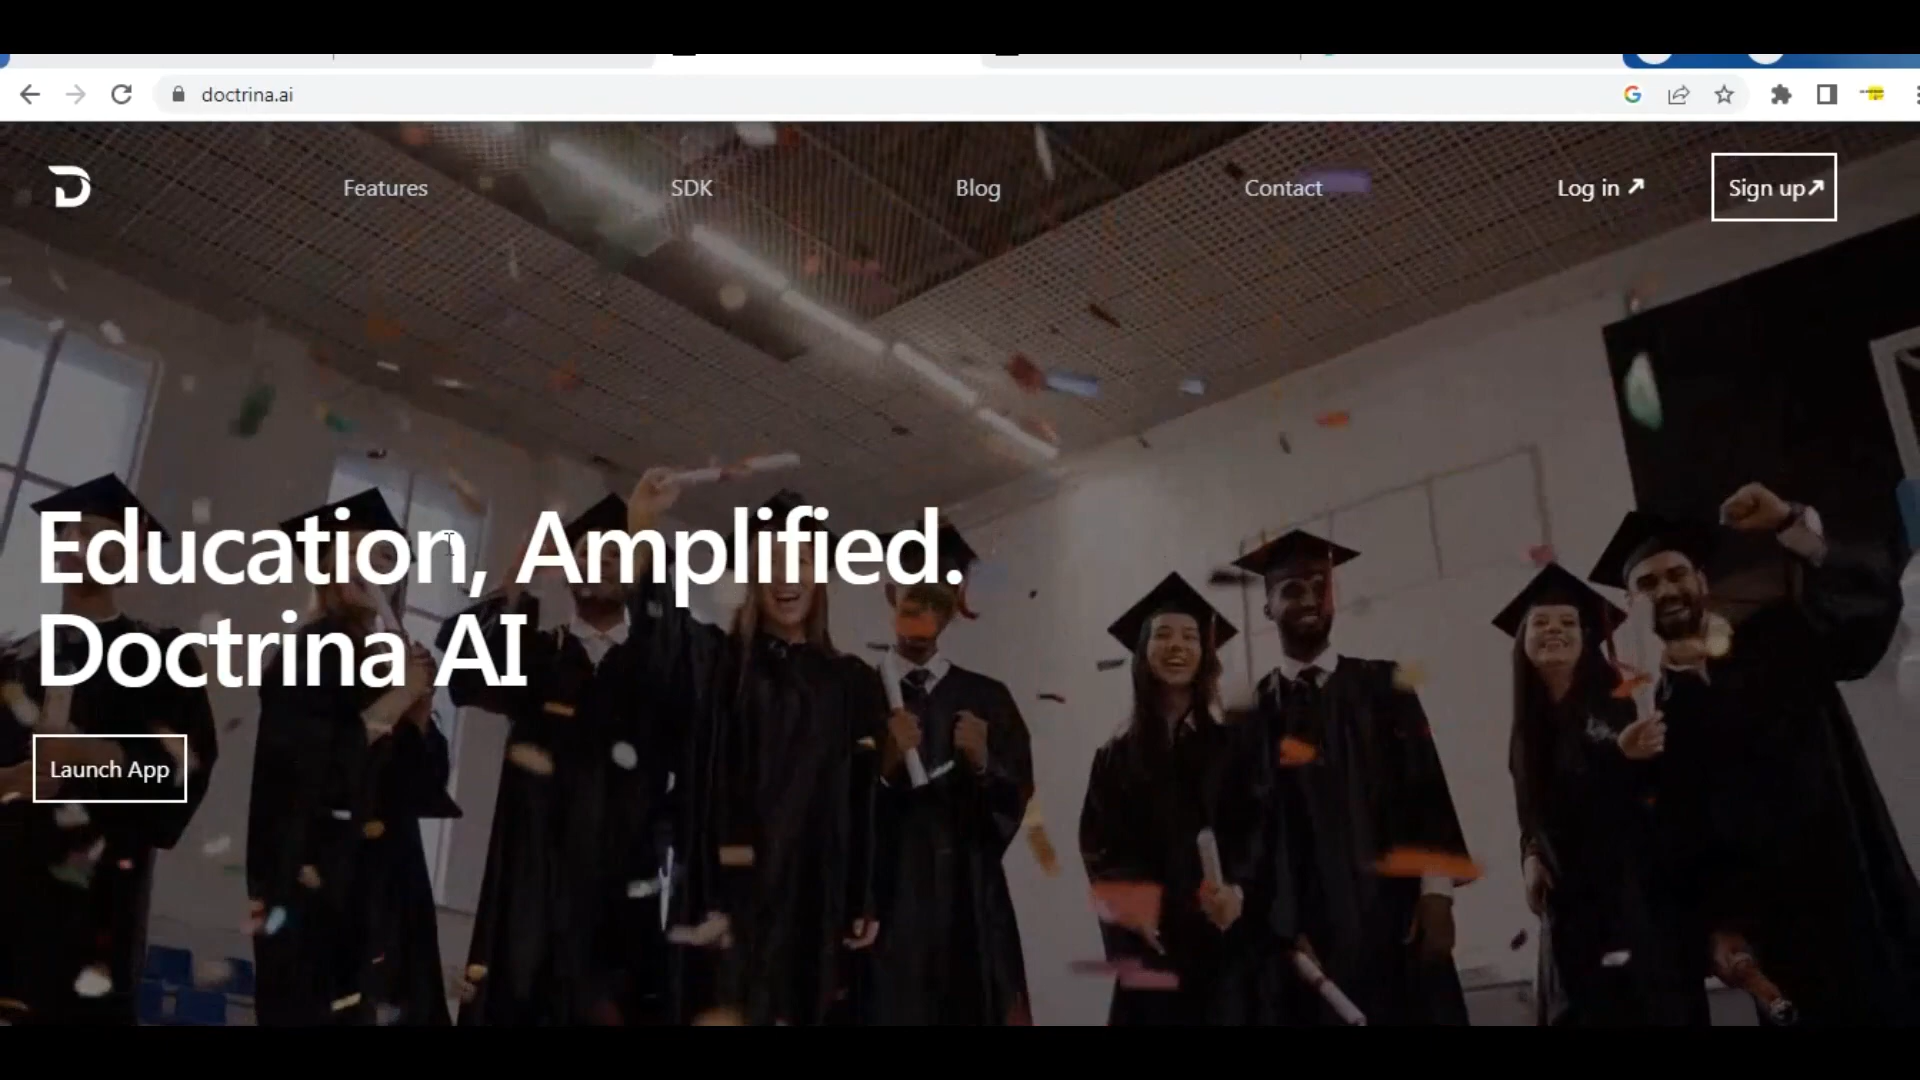 doctrina.ai
Features
SDK
Blog
Contact
Log in
Sign up
Education, Amplified.
Doctrina AI
Launch App